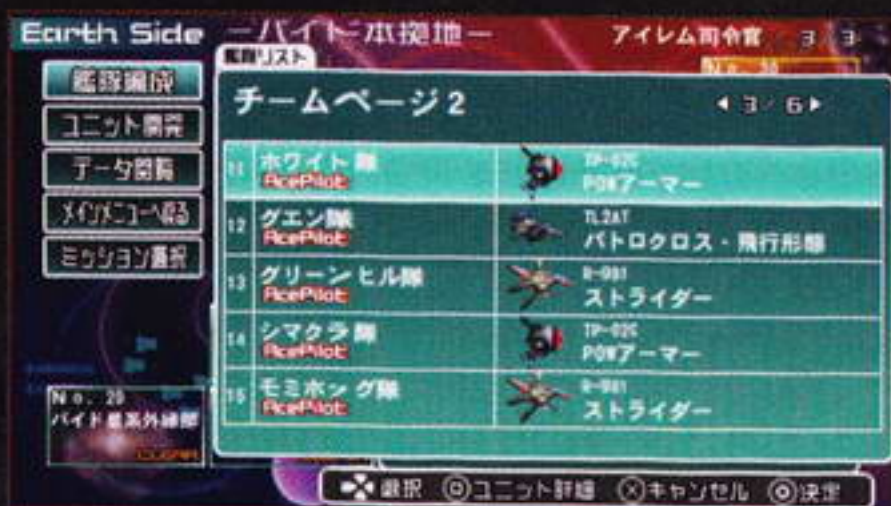 Earth Side
ーバイド本拠地ー
アイレム司令官 3/3
艦隊リスト
No. 30
艦隊編成
ユニット開発
データ閲覧
メインメニューへ戻る
ミッション選択
チームページ2
3/6
11 ホワイト隊 AcePilot
TP-02C
POWアーマー
12 グエン隊 AcePilot
TL2AT
パトロクロス・飛行形態
13 グリーンヒル隊 AcePilot
R-9B1
ストライダー
14 シマクラ隊 AcePilot
TP-02C
POWアーマー
15 モミホッグ隊 AcePilot
R-9B1
ストライダー
No. 29
バイド星系外縁部
CLEAR
選択 ユニット詳細 キャンセル 決定